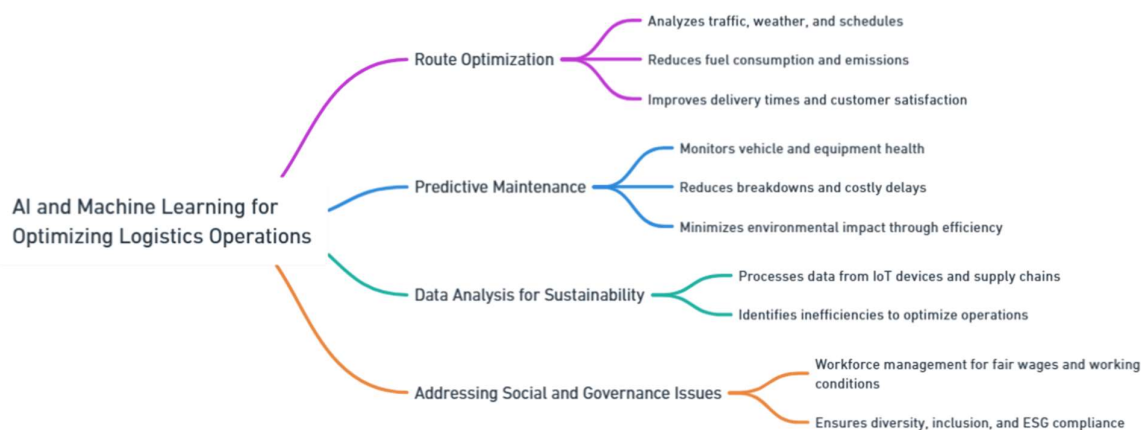 AI and Machine Learning for
Optimizing Logistics Operations
Route Optimization
Analyzes traffic, weather, and schedules
Reduces fuel consumption and emissions
Improves delivery times and customer satisfaction
Predictive Maintenance
Monitors vehicle and equipment health
Reduces breakdowns and costly delays
Minimizes environmental impact through efficiency
Data Analysis for Sustainability
Processes data from IoT devices and supply chains
Identifies inefficiencies to optimize operations
Addressing Social and Governance Issues
Workforce management for fair wages and working
conditions
Ensures diversity, inclusion, and ESG compliance